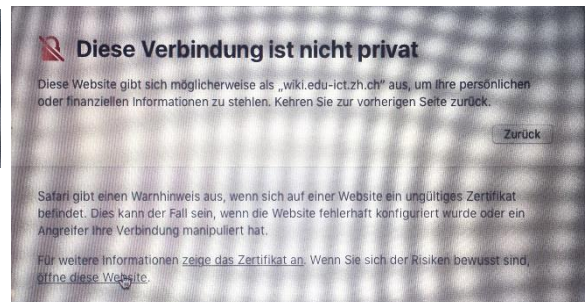 Diese Verbindung ist nicht privat
Diese Website gibt sich möglicherweise als „wiki.edu-ict.zh.ch" aus, um Ihre persönlichen
oder finanziellen Informationen zu stehlen. Kehren Sie zur vorherigen Seite zurück.
Zurück
Safari gibt einen Warnhinweis aus, wenn sich auf einer Website ein ungültiges Zertifikat
befindet. Dies kann der Fall sein, wenn die Website fehlerhaft konfiguriert wurde oder ein
Angreifer Ihre Verbindung manipuliert hat.
Für weitere Informationen zeige das Zertifikat an. Wenn Sie sich der Risiken bewusst sind,
öffne diese Website.